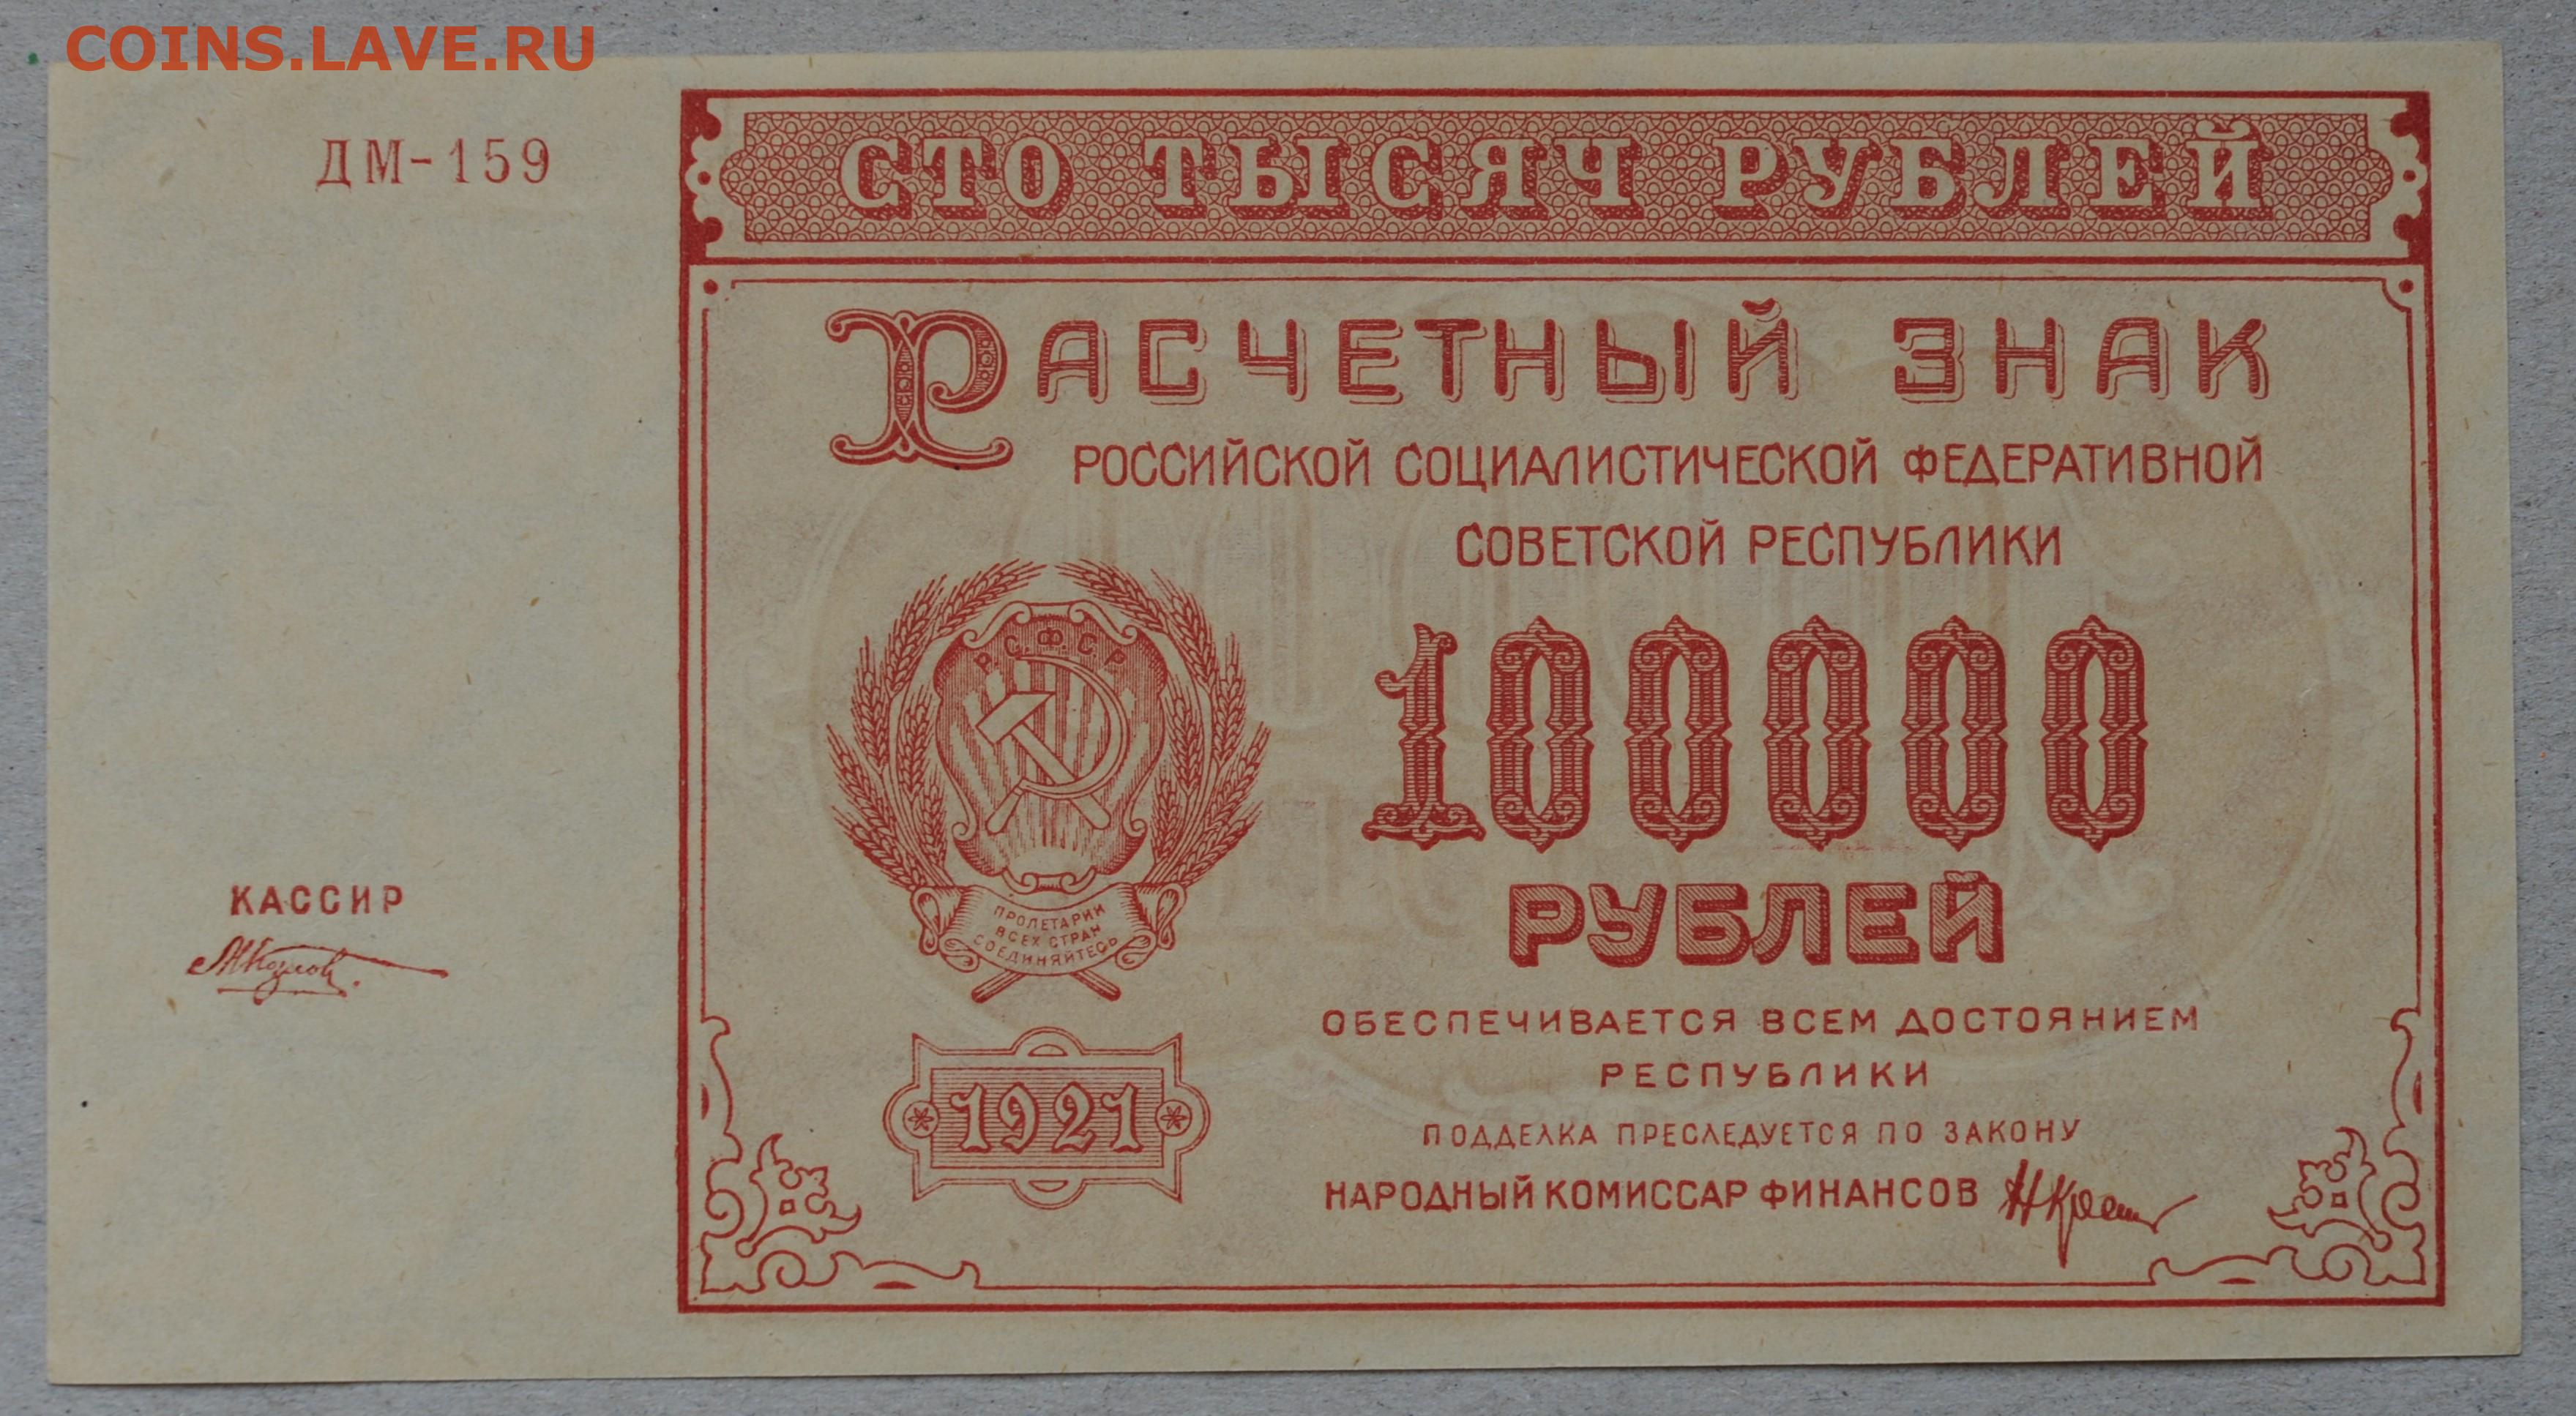 COINS.LAVE.RU
ДМ-159
СТО ТЫСЯЧ РУБЛЕЙ
РАСЧЕТНЫЙ ЗНАК
РОССИЙСКОЙ СОЦИАЛИСТИЧЕСКОЙ ФЕДЕРАТИВНОЙ
СОВЕТСКОЙ РЕСПУБЛИКИ
Р.С.Ф.С.Р
ПРОЛЕТАРИИ
ВСЕХ СТРАН
СОЕДИНЯЙТЕСЬ
1921
100000
РУБЛЕЙ
ОБЕСПЕЧИВАЕТСЯ ВСЕМ ДОСТОЯНИЕМ
РЕСПУБЛИКИ
ПОДДЕЛКА ПРЕСЛЕДУЕТСЯ ПО ЗАКОНУ
НАРОДНЫЙ КОМИССАР ФИНАНСОВ
КАССИР